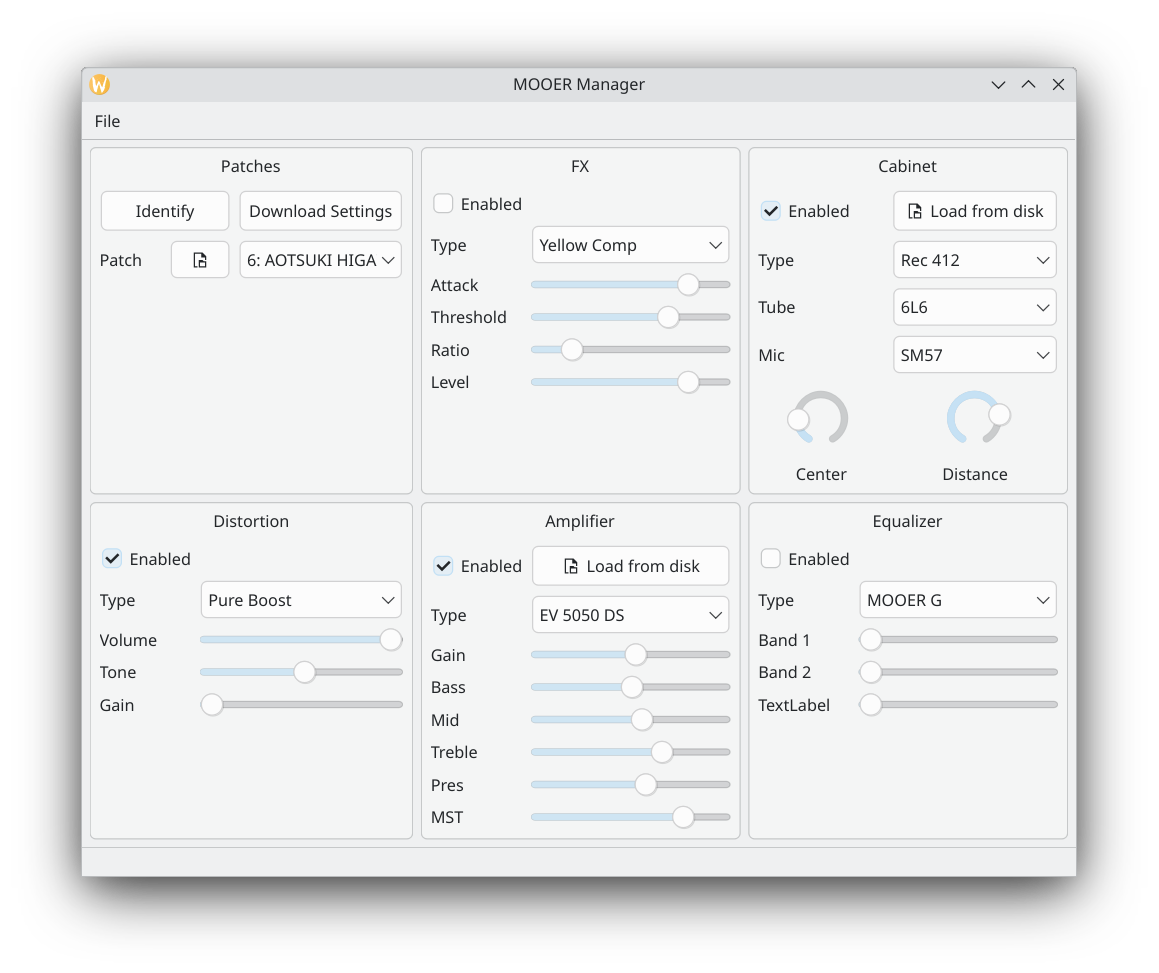 MOOER Manager
File
Patches
Identify
Download Settings
Patch
6: AOTSUKI HIGA
FX
Enabled
Type
Yellow Comp
Attack
Threshold
Ratio
Level
Cabinet
Enabled
Load from disk
Type
Rec 412
Tube
6L6
Mic
SM57
Center
Distance
Distortion
Enabled
Type
Pure Boost
Volume
Tone
Gain
Amplifier
Enabled
Load from disk
Type
EV 5050 DS
Gain
Bass
Mid
Treble
Pres
MST
Equalizer
Enabled
Type
MOOER G
Band 1
Band 2
TextLabel